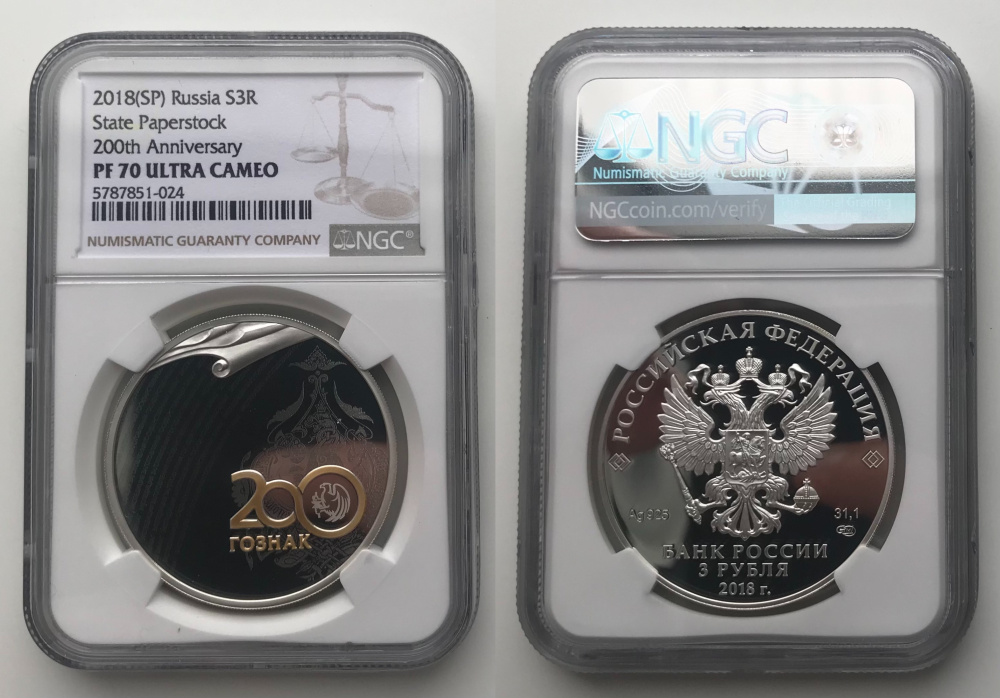 2018(SP) Russia S3R
State Paperstock
200th Anniversary
PF 70 ULTRA CAMEO
5787851-024
NUMISMATIC GUARANTY COMPANY NGC®
200
ГОЗНАК
NGC
Numismatic Guaranty Company
NGCcoin.com/verify
РОССИЙСКАЯ ФЕДЕРАЦИЯ
Ag 925
31,1
БАНК РОССИИ
3 РУБЛЯ
2018 г.